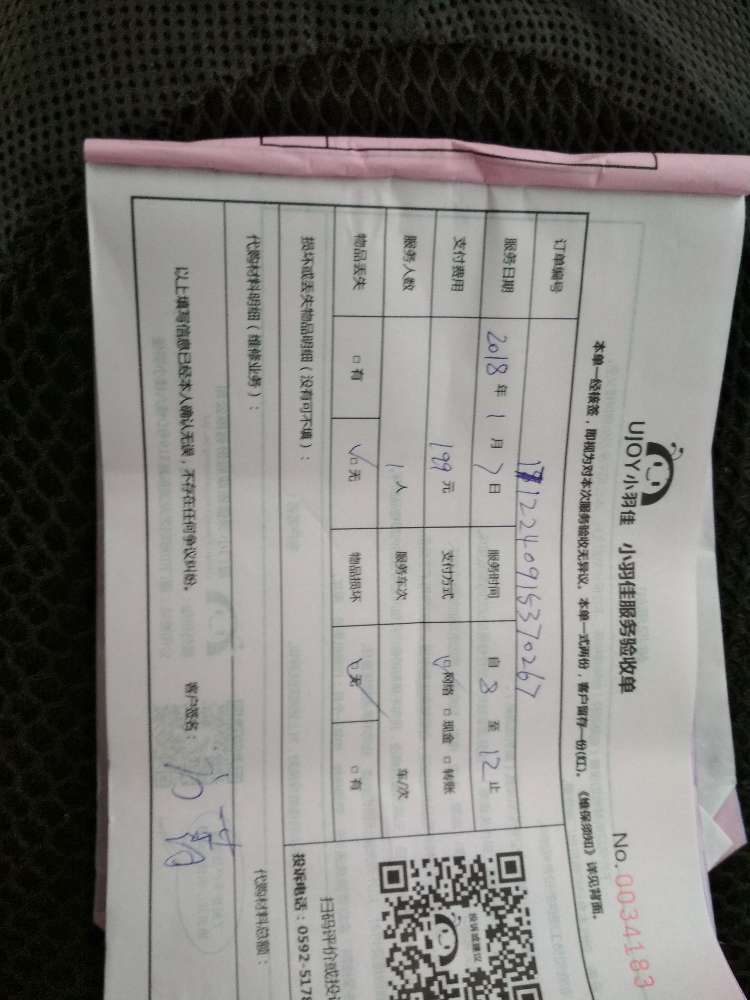 UJOY小羽佳 小羽佳服务验收单
No. 0034183
本单一经核签，即视为对本次服务验收无异议。本单一式两份，客户留存一份(红)。《维保须知》详见背面。
订单编号 1712240915370267
服务日期 2018 年 1 月 7 日 服务时间 自 8 至 12 止
支付费用 199 元 支付方式 ☑网络 □现金 □转账
服务人数 1 人 服务车次 车/次
物品丢失 □有 ☑无 物品损坏 ☑无 □有
损坏或丢失物品明细（没有可不填）：
投诉或建议
扫码评价或投
投诉电话：0592-5178
代购材料明细（维修业务）：
代购材料总额：
以上填写信息已经本人确认无误，不存在任何争议纠纷。 客户签名：